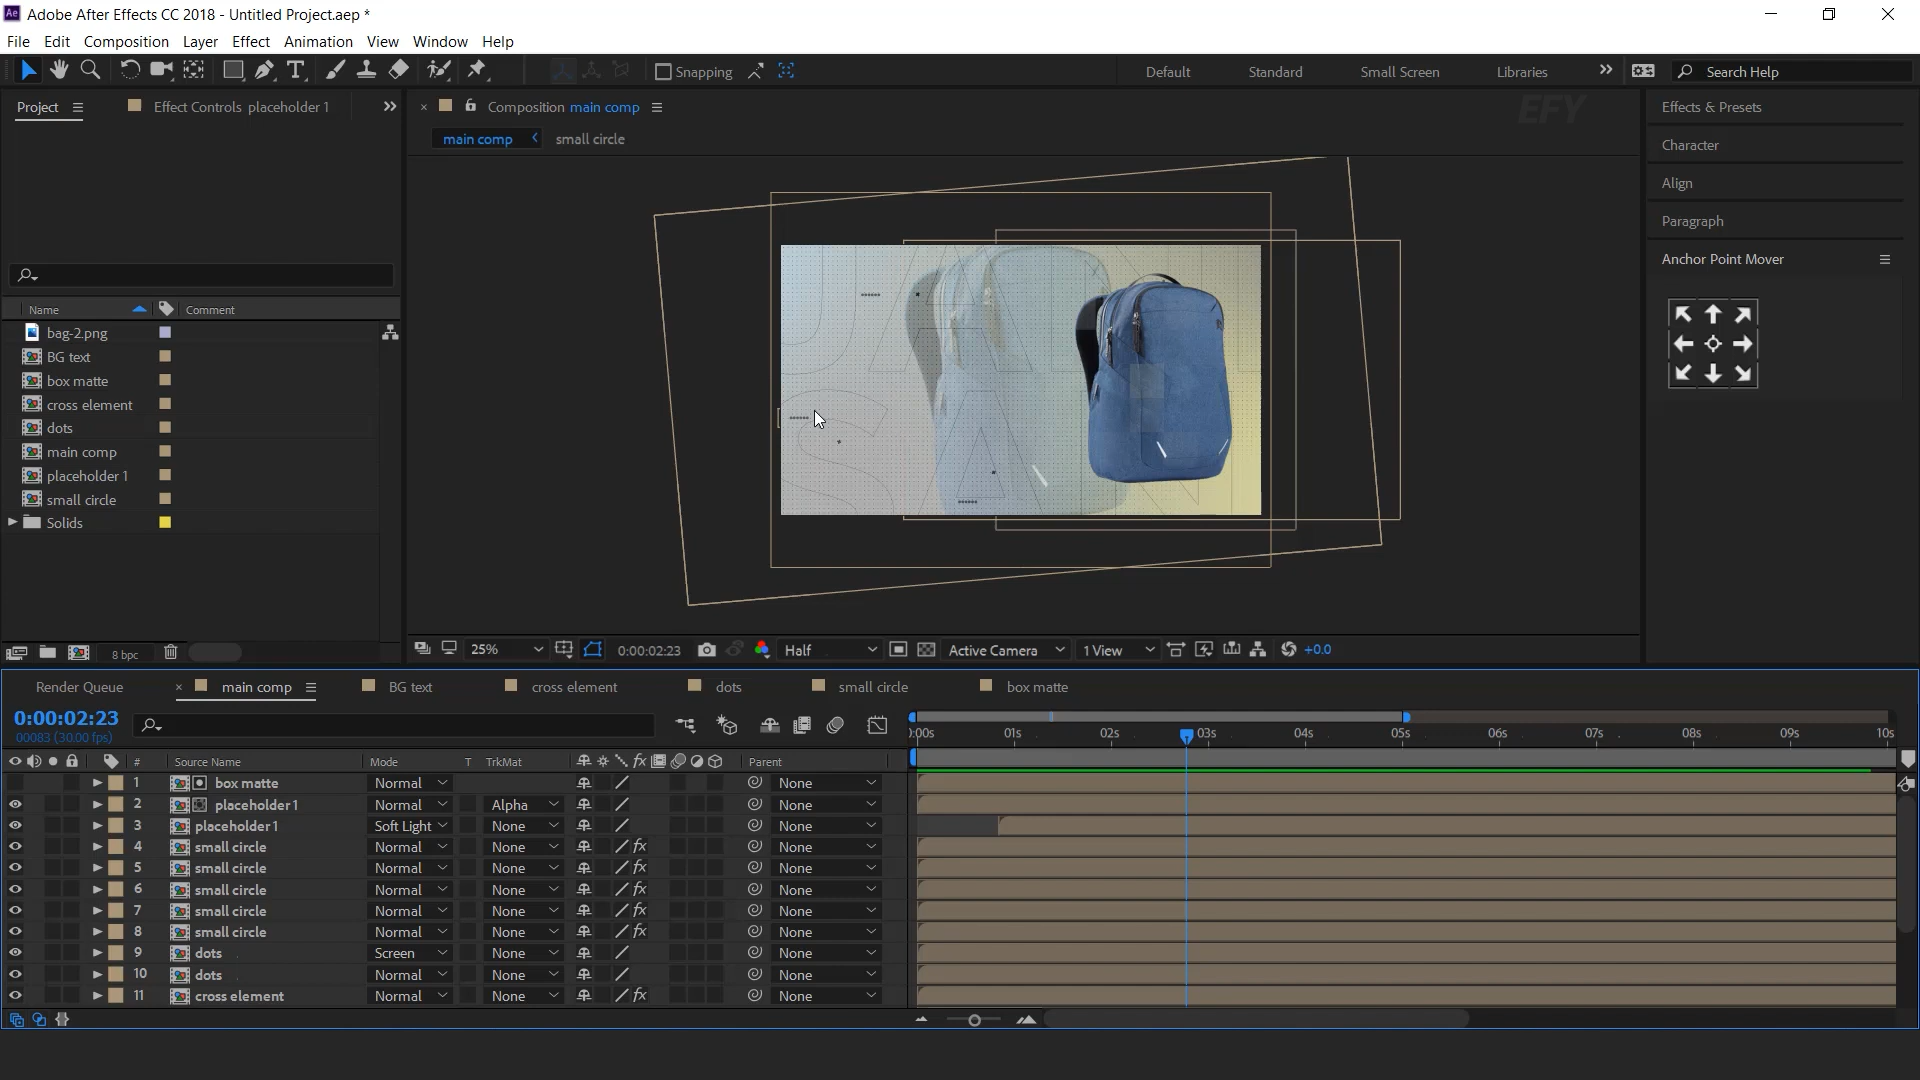 Ae Adobe After Effects CC 2018 - Untitled Project.aep *
File Edit Composition Layer Effect Animation View Window Help
Snapping Default Standard Small Screen Libraries Search Help
Project Effect Controls placeholder 1 Composition main comp EFY Effects & Presets
main comp small circle Character
Align
Paragraph
Anchor Point Mover
Name Comment
bag-2.png
BG text
box matte
cross element
dots
main comp
placeholder 1
small circle
Solids
8 bpc 25% 0:00:02:23 Half Active Camera 1 View +0.0
Render Queue main comp BG text cross element dots small circle box matte
0:00:02:23
00083 (30.00 fps)
):00s 01s 02s 03s 04s 05s 06s 07s 08s 09s 10s
# Source Name Mode T TrkMat fx Parent
1 box matte Normal None
2 placeholder 1 Normal Alpha None
3 placeholder 1 Soft Light None None
4 small circle Normal None fx None
5 small circle Normal None fx None
6 small circle Normal None fx None
7 small circle Normal None fx None
8 small circle Normal None fx None
9 dots Screen None None
10 dots Normal None None
11 cross element Normal None fx None